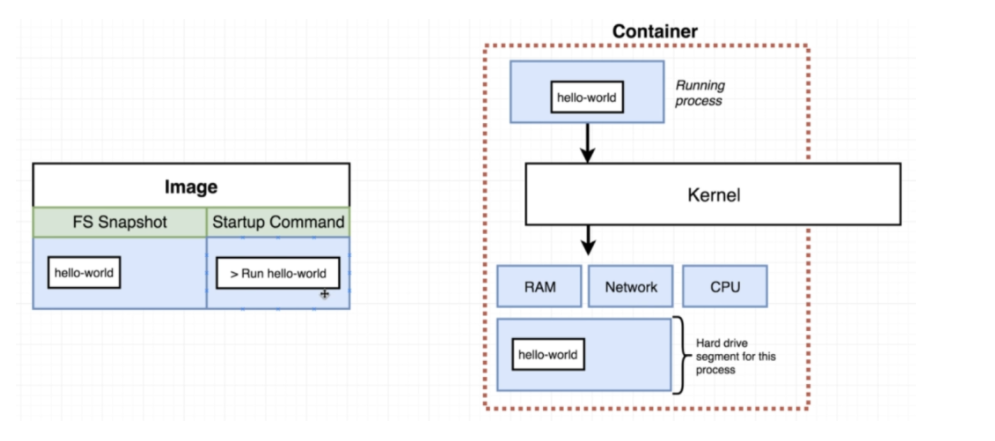 Image
FS Snapshot
Startup Command
hello-world
> Run hello-world
Container
hello-world
Running
process
Kernel
RAM
Network
CPU
hello-world
Hard drive
segment for this
process